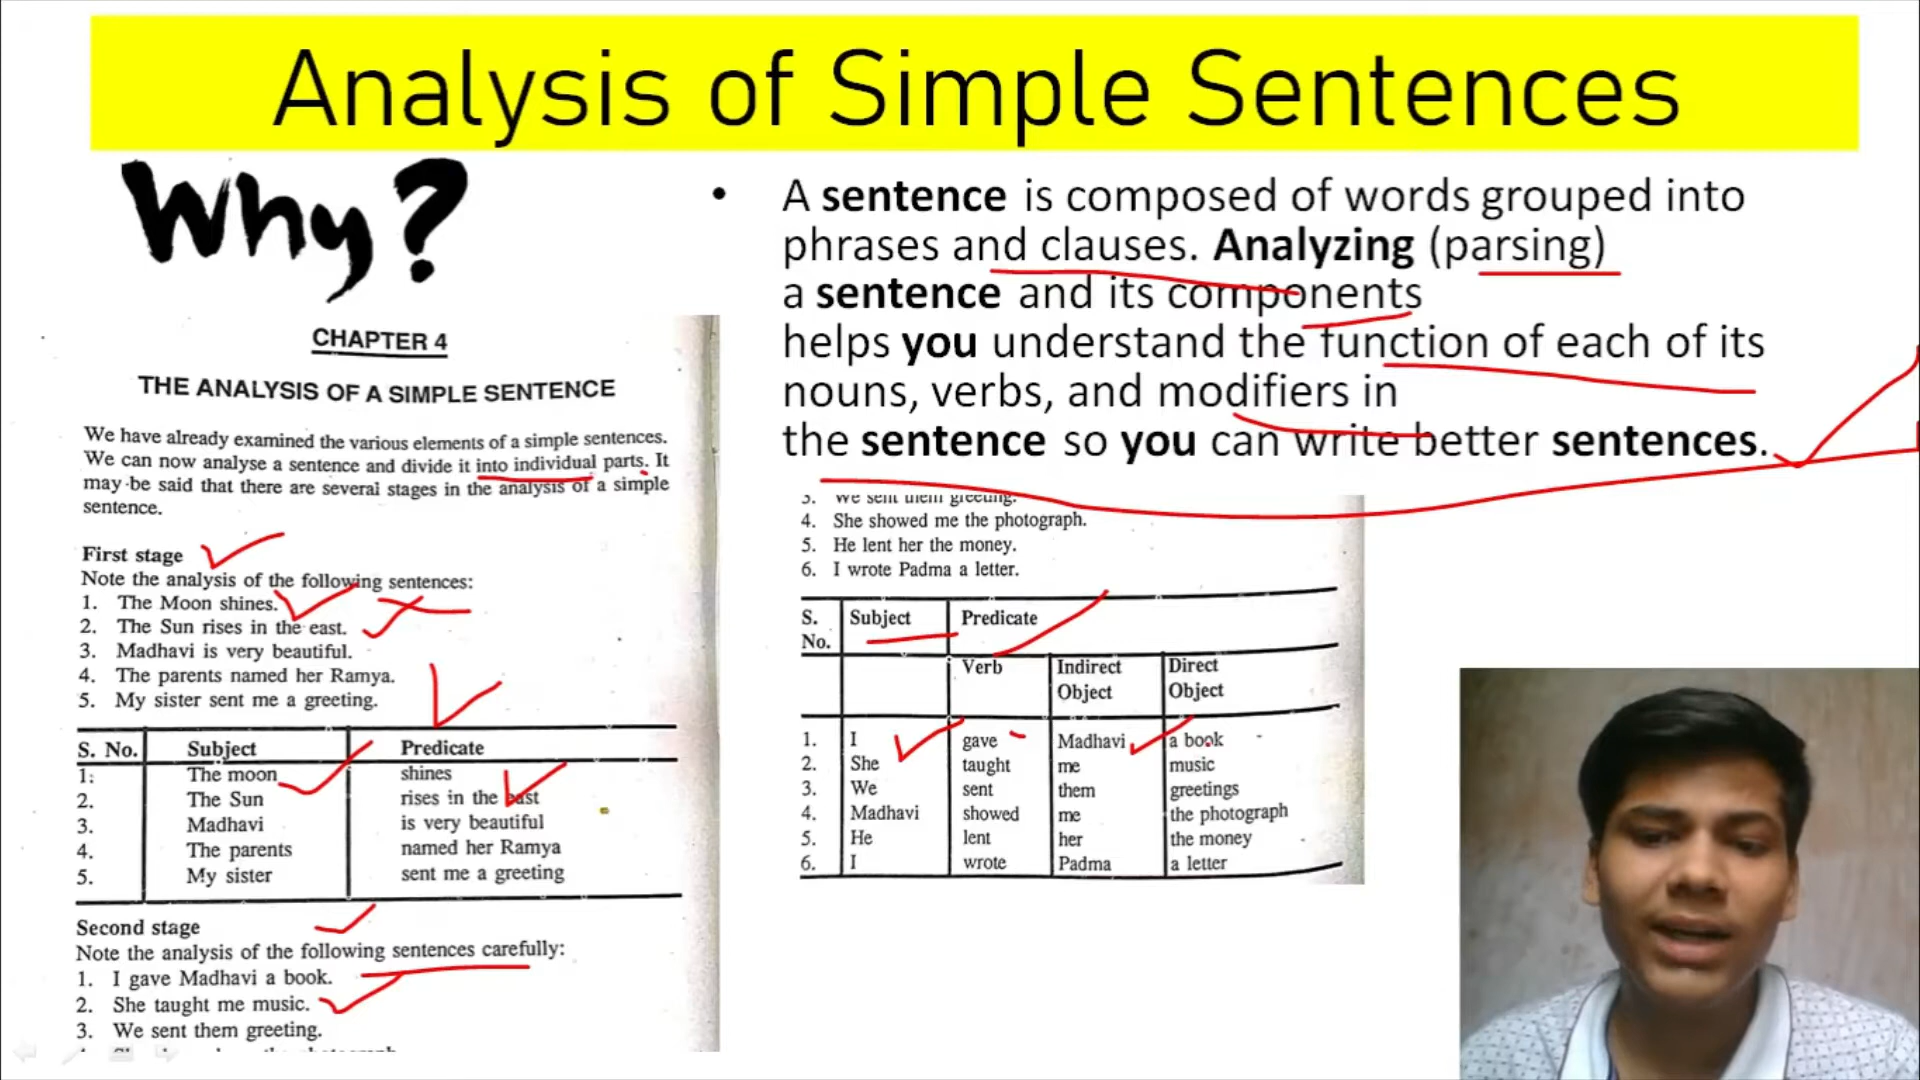 Analysis of Simple Sentences
Why?
• A sentence is composed of words grouped into
phrases and clauses. Analyzing (parsing)
a sentence and its components
helps you understand the function of each of its
nouns, verbs, and modifiers in
the sentence so you can write better sentences.
CHAPTER 4
THE ANALYSIS OF A SIMPLE SENTENCE
We have already examined the various elements of a simple sentences.
We can now analyse a sentence and divide it into individual parts. It
may be said that there are several stages in the analysis of a simple
sentence.
First stage
Note the analysis of the following sentences:
1. The Moon shines.
2. The Sun rises in the east.
3. Madhavi is very beautiful.
4. The parents named her Ramya.
5. My sister sent me a greeting.
S. No. Subject Predicate
1. The moon shines
2. The Sun rises in the east
3. Madhavi is very beautiful
4. The parents named her Ramya
5. My sister sent me a greeting
Second stage
Note the analysis of the following sentences carefully:
1. I gave Madhavi a book.
2. She taught me music.
3. We sent them greeting.
3. We sent them greeting.
4. She showed me the photograph.
5. He lent her the money.
6. I wrote Padma a letter.
S. Subject Predicate
No.
Verb Indirect Direct
Object Object
1. I gave Madhavi a book
2. She taught me music
3. We sent them greetings
4. Madhavi showed me the photograph
5. He lent her the money
6. I wrote Padma a letter